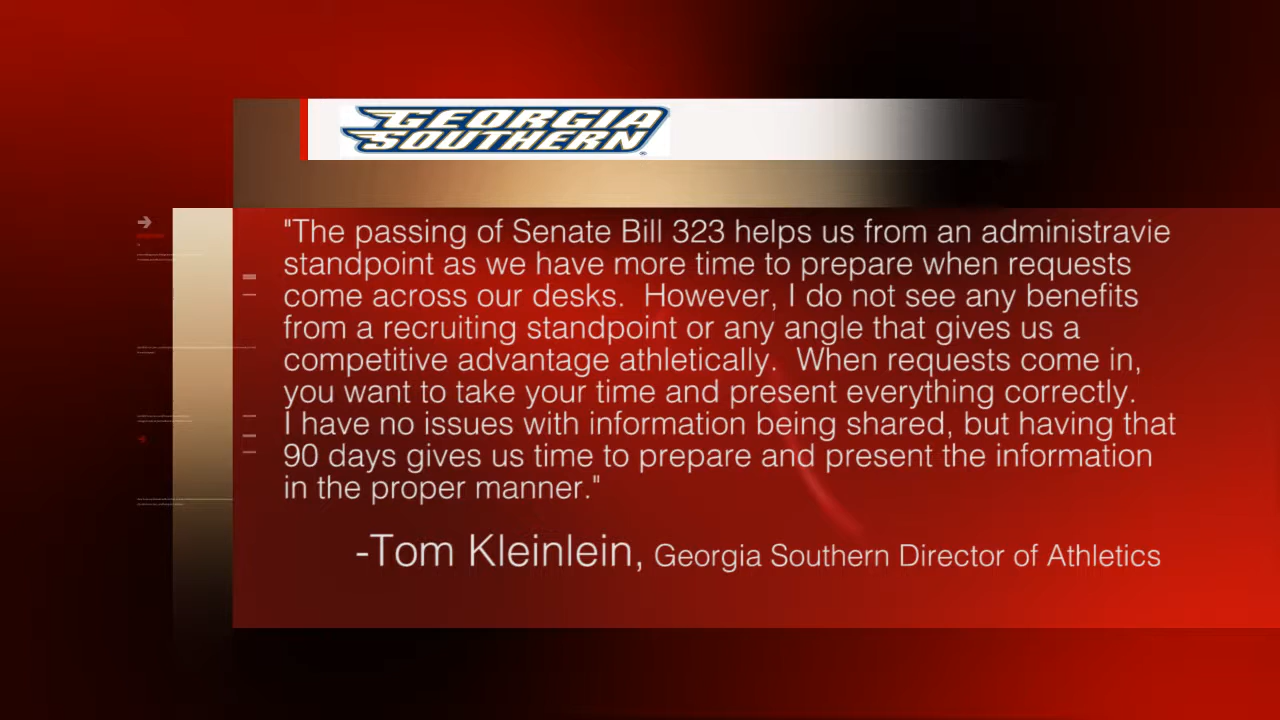 GEORGIA
SOUTHERN
"The passing of Senate Bill 323 helps us from an administravie
standpoint as we have more time to prepare when requests
come across our desks.  However, I do not see any benefits
from a recruiting standpoint or any angle that gives us a
competitive advantage athletically.  When requests come in,
you want to take your time and present everything correctly.
I have no issues with information being shared, but having that
90 days gives us time to prepare and present the information
in the proper manner."
-Tom Kleinlein, Georgia Southern Director of Athletics